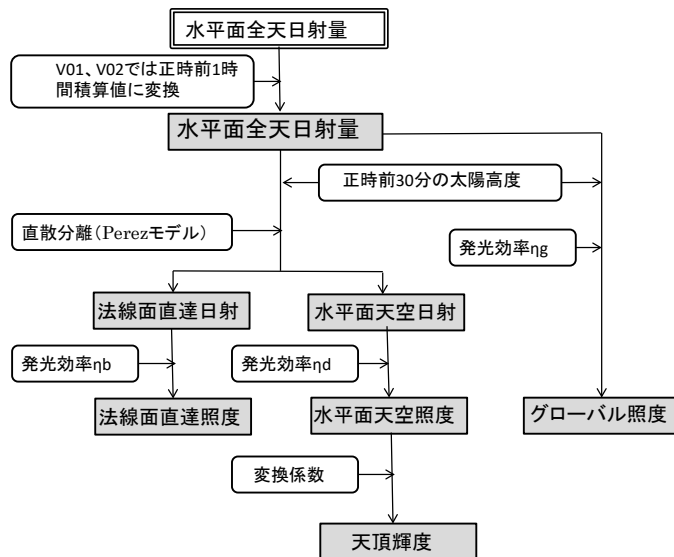 水平面全天日射量
V01、V02では正時前1時
間積算値に変換
水平面全天日射量
正時前30分の太陽高度
直散分離(Perezモデル)
発光効率ηg
法線面直達日射
水平面天空日射
発光効率ηb
発光効率ηd
法線面直達照度
水平面天空照度
グローバル照度
変換係数
天頂輝度